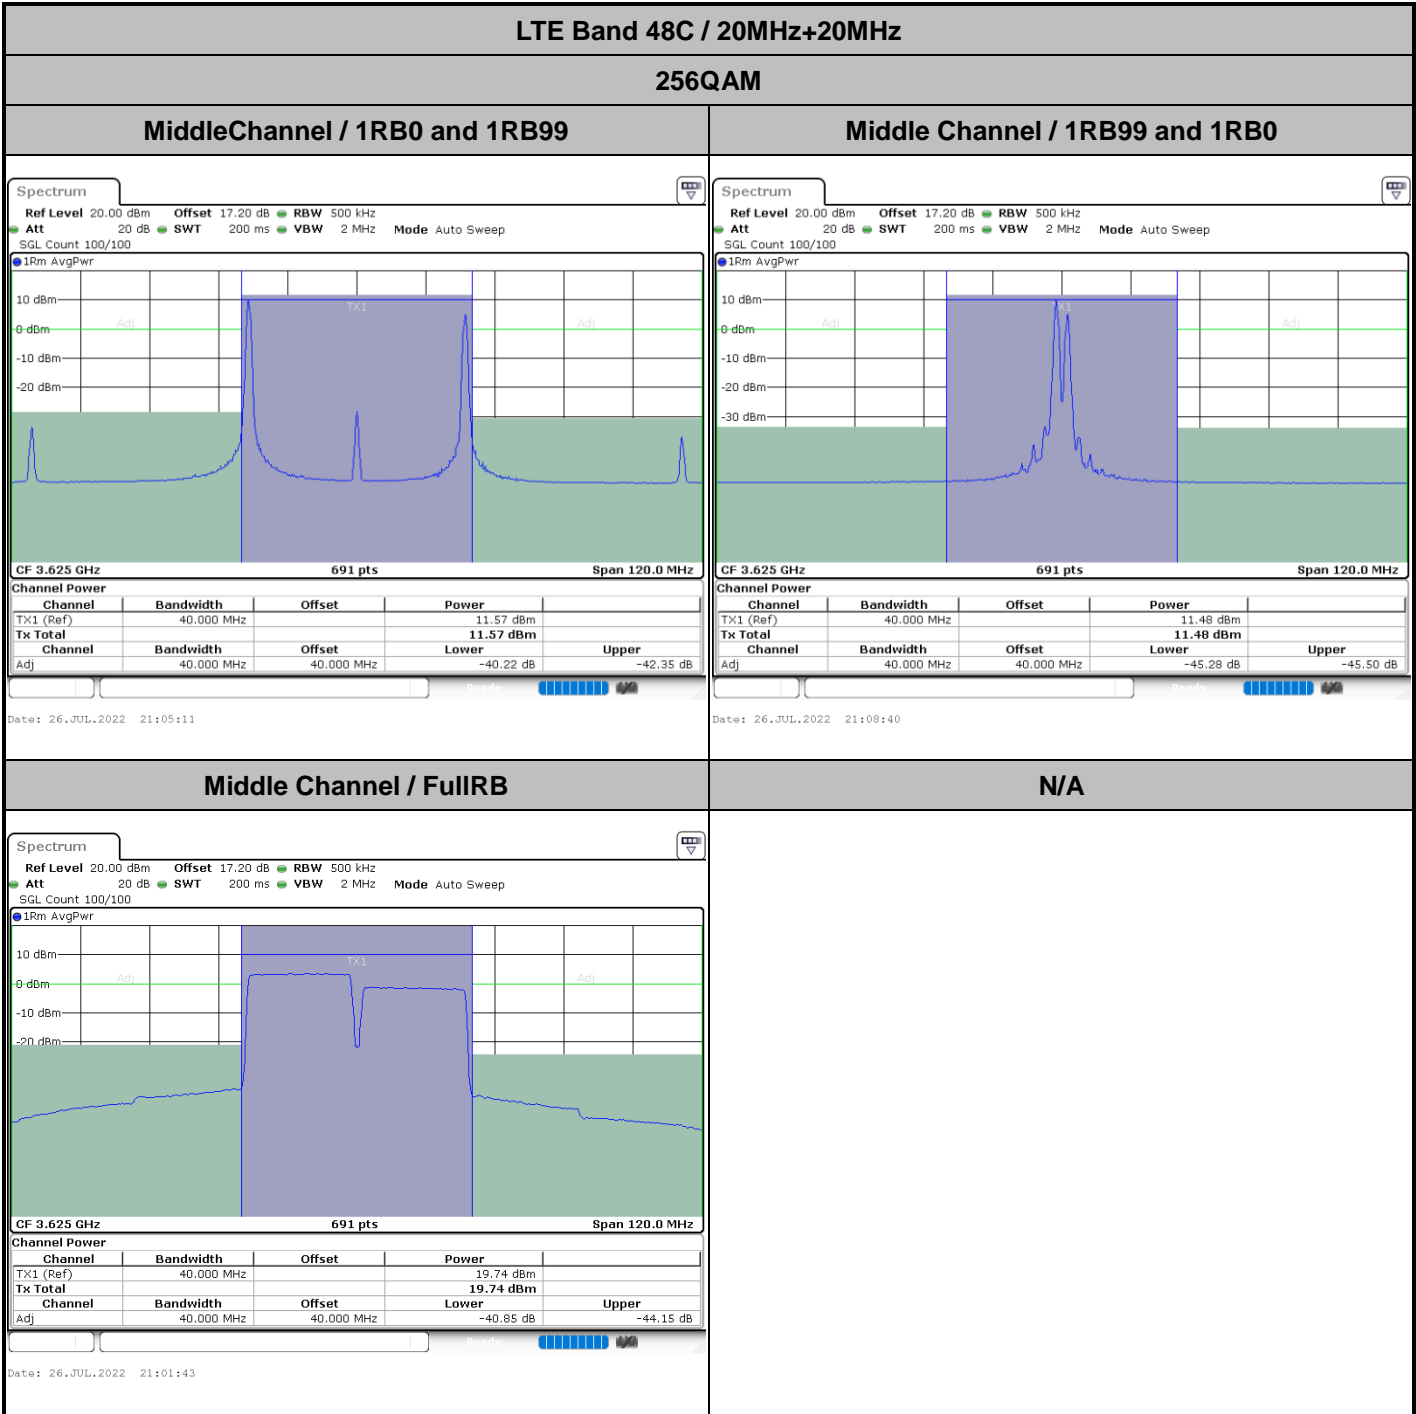 LTE Band 48C / 20MHz+20MHz
256QAM
MiddleChannel / 1RB0 and 1RB99
Middle Channel / 1RB99 and 1RB0
Spectrum
Ref Level 20.00 dBm Offset 17.20 dB RBW 500 kHz
Att 20 dB SWT 200 ms VBW 2 MHz Mode Auto Sweep
SGL Count 100/100
1Rm AvgPwr
10 dBm
TX1
Adj
Adj
0 dBm
-10 dBm
-20 dBm
CF 3.625 GHz 691 pts Span 120.0 MHz
Channel Power
Channel Bandwidth Offset Power
TX1 (Ref) 40.000 MHz 11.57 dBm
Tx Total 11.57 dBm
Channel Bandwidth Offset Lower Upper
Adj 40.000 MHz 40.000 MHz -40.22 dB -42.35 dB
Ready
Date: 26.JUL.2022 21:05:11
Spectrum
Ref Level 20.00 dBm Offset 17.20 dB RBW 500 kHz
Att 20 dB SWT 200 ms VBW 2 MHz Mode Auto Sweep
SGL Count 100/100
1Rm AvgPwr
10 dBm
TX1
Adj
Adj
0 dBm
-10 dBm
-20 dBm
-30 dBm
CF 3.625 GHz 691 pts Span 120.0 MHz
Channel Power
Channel Bandwidth Offset Power
TX1 (Ref) 40.000 MHz 11.48 dBm
Tx Total 11.48 dBm
Channel Bandwidth Offset Lower Upper
Adj 40.000 MHz 40.000 MHz -45.28 dB -45.50 dB
Ready
Date: 26.JUL.2022 21:08:40
Middle Channel / FullRB
N/A
Spectrum
Ref Level 20.00 dBm Offset 17.20 dB RBW 500 kHz
Att 20 dB SWT 200 ms VBW 2 MHz Mode Auto Sweep
SGL Count 100/100
1Rm AvgPwr
10 dBm
TX1
Adj
Adj
0 dBm
-10 dBm
-20 dBm
CF 3.625 GHz 691 pts Span 120.0 MHz
Channel Power
Channel Bandwidth Offset Power
TX1 (Ref) 40.000 MHz 19.74 dBm
Tx Total 19.74 dBm
Channel Bandwidth Offset Lower Upper
Adj 40.000 MHz 40.000 MHz -40.85 dB -44.15 dB
Ready
Date: 26.JUL.2022 21:01:43